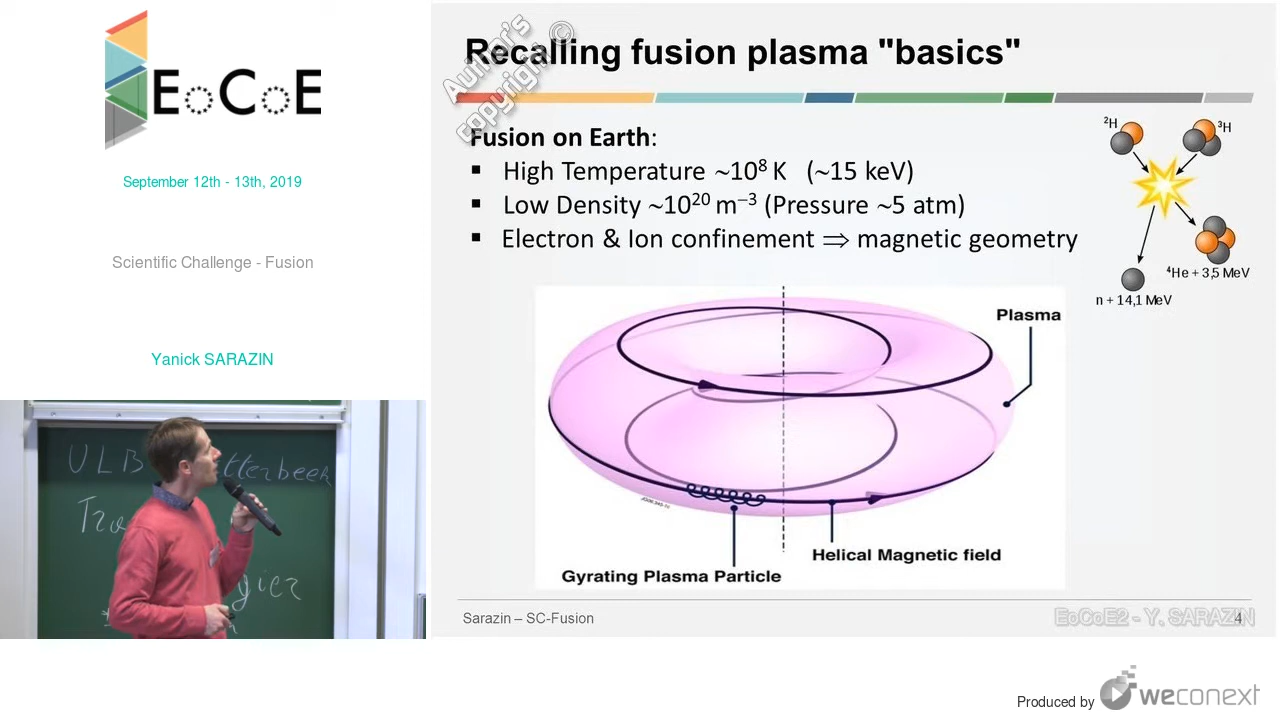 EoCoE
September 12th - 13th, 2019
Scientific Challenge - Fusion
Yanick SARAZIN
ULB
tterbeek
gier
Recalling fusion plasma "basics"
Author's
copyright ©
Fusion on Earth:
▪ High Temperature ~10⁸ K (~15 keV)
▪ Low Density ~10²⁰ m⁻³ (Pressure ~5 atm)
▪ Electron & Ion confinement ⇒ magnetic geometry
²H
³H
⁴He + 3,5 MeV
n + 14,1 MeV
Plasma
Helical Magnetic field
Gyrating Plasma Particle
Sarazin – SC-Fusion
EoCoE2 - Y. SARAZIN
4
Produced by
weconext